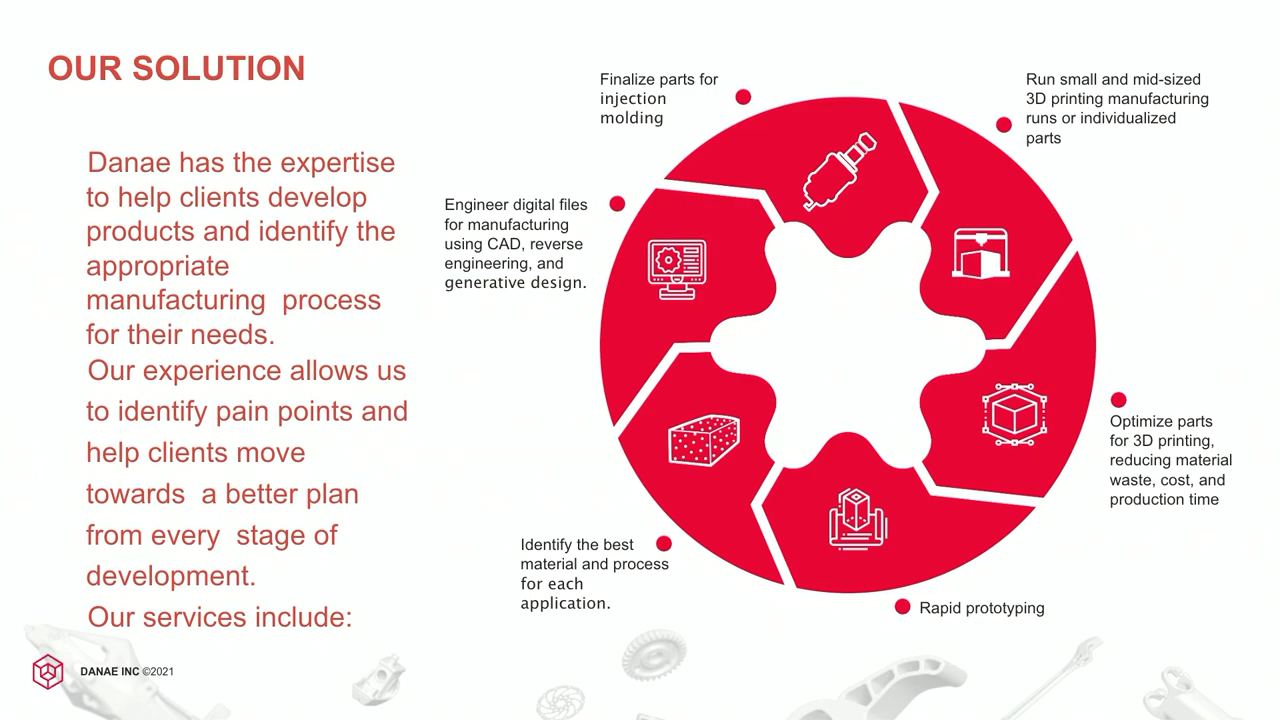 OUR SOLUTION
Danae has the expertise
to help clients develop
products and identify the
appropriate
manufacturing process
for their needs.
Our experience allows us
to identify pain points and
help clients move
towards a better plan
from every stage of
development.
Our services include:
Finalize parts for
injection
molding
Run small and mid-sized
3D printing manufacturing
runs or individualized
parts
Engineer digital files
for manufacturing
using CAD, reverse
engineering, and
generative design.
Optimize parts
for 3D printing,
reducing material
waste, cost, and
production time
Identify the best
material and process
for each
application.
Rapid prototyping
DANAE INC ©2021